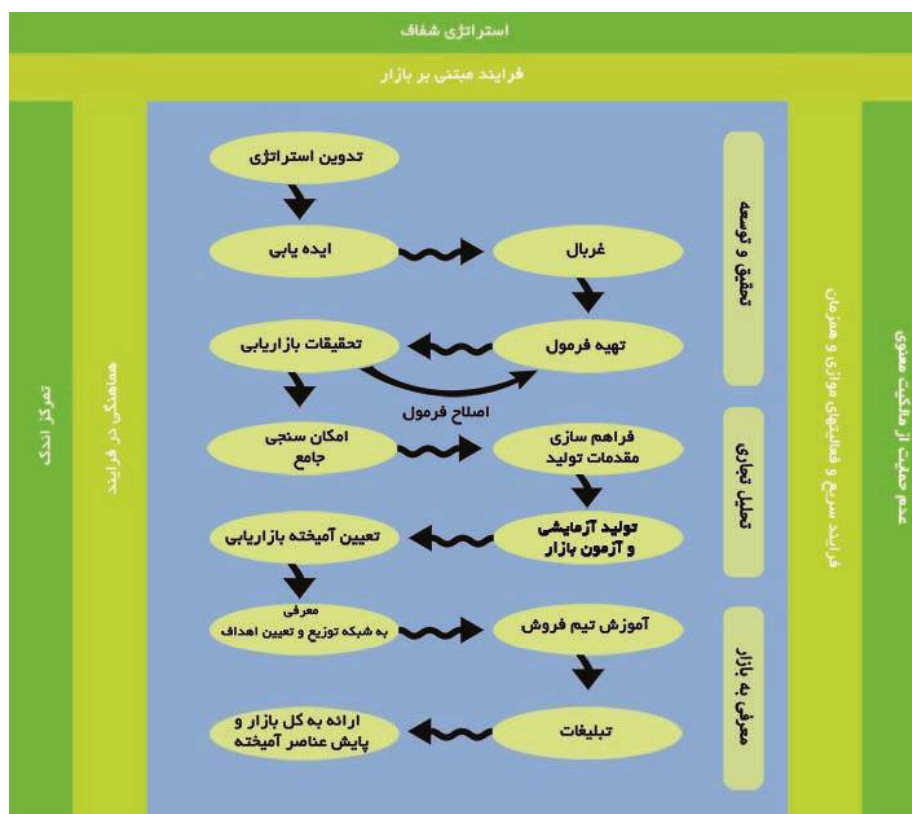 استراتژی شفاف
فرایند مبتنی بر بازار
عدم حمایت از مالکیت معنوی
فرایند سریع و فعالیتهای موازی و همزمان
تحقیق و توسعه
تدوین استراتژی
ایده یابی
غربال
تهیه فرمول
تحقیقات بازاریابی
اصلاح فرمول
تحلیل تجاری
امکان سنجی
جامع
فراهم سازی
مقدمات تولید
تولید آزمایشی
و آزمون بازار
تعیین آمیخته بازاریابی
معرفی به بازار
معرفی
به شبکه توزیع و تعیین اهداف
آموزش تیم فروش
تبلیغات
ارائه به کل بازار و
پایش عناصر آمیخته
هماهنگی در فرایند
تمرکز اندک